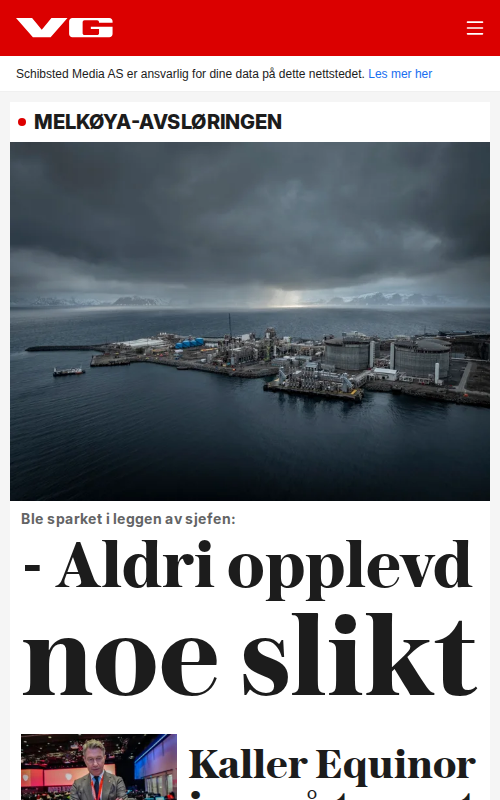 VG
Schibsted Media AS er ansvarlig for dine data på dette nettstedet. Les mer her
MELKØYA-AVSLØRINGEN
Ble sparket i leggen av sjefen:
- Aldri opplevd
noe slikt
Kaller Equinor